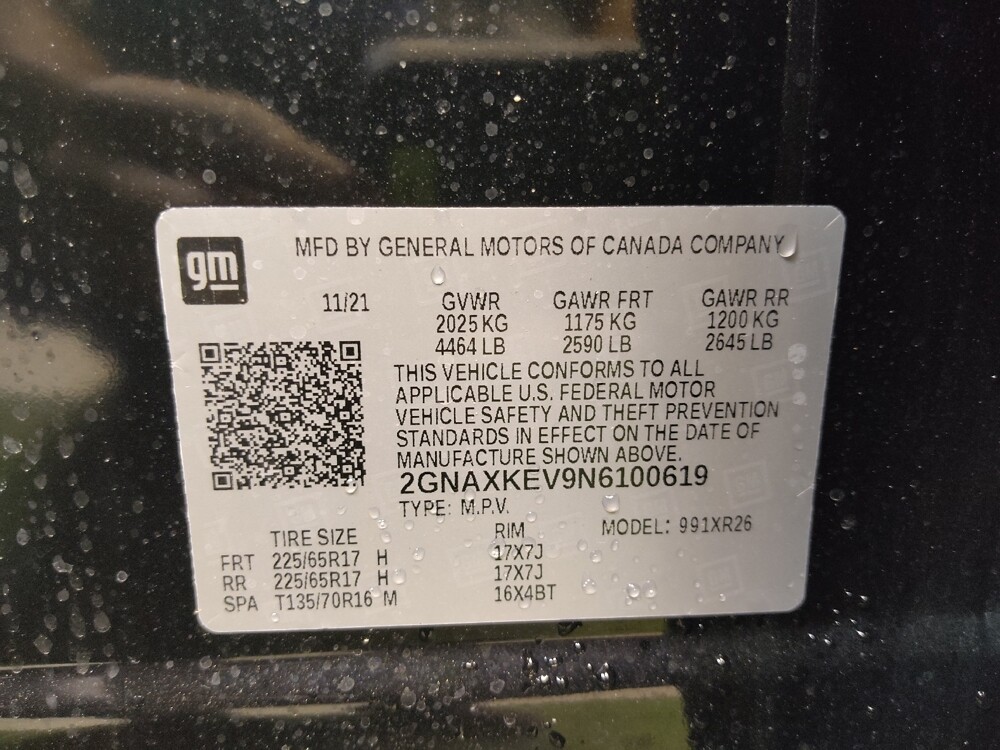 gm
MFD BY GENERAL MOTORS OF CANADA COMPANY
11/21 GVWR GAWR FRT GAWR RR
2025 KG 1175 KG 1200 KG
4464 LB 2590 LB 2645 LB
THIS VEHICLE CONFORMS TO ALL
APPLICABLE U.S. FEDERAL MOTOR
VEHICLE SAFETY AND THEFT PREVENTION
STANDARDS IN EFFECT ON THE DATE OF
MANUFACTURE SHOWN ABOVE.
2GNAXKEV9N6100619
TYPE: M.P.V.
TIRE SIZE RIM MODEL: 991XR26
FRT 225/65R17 H 17X7J
RR 225/65R17 H 17X7J
SPA T135/70R16 M 16X4BT